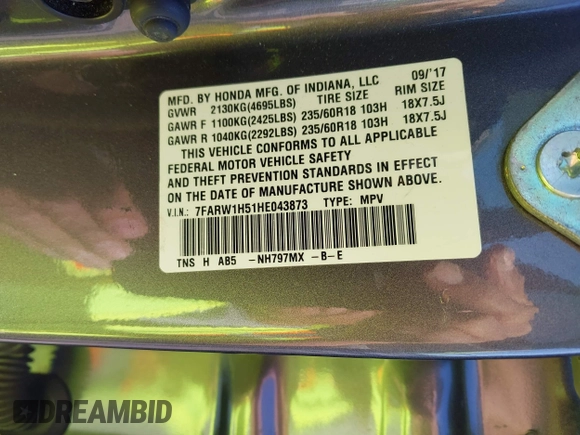 MFD. BY HONDA MFG. OF INDIANA, LLC 09/'17
GVWR 2130KG(4695LBS) TIRE SIZE RIM SIZE
GAWR F 1100KG(2425LBS) 235/60R18 103H 18X7.5J
GAWR R 1040KG(2292LBS) 235/60R18 103H 18X7.5J
THIS VEHICLE CONFORMS TO ALL APPLICABLE
FEDERAL MOTOR VEHICLE SAFETY
AND THEFT PREVENTION STANDARDS IN EFFECT
ON THE DATE OF MANUFACTURE SHOWN ABOVE.
V.I.N.: 7FARW1H51HE043873 TYPE: MPV
TNS H AB5 -NH797MX -B-E
DREAMBID